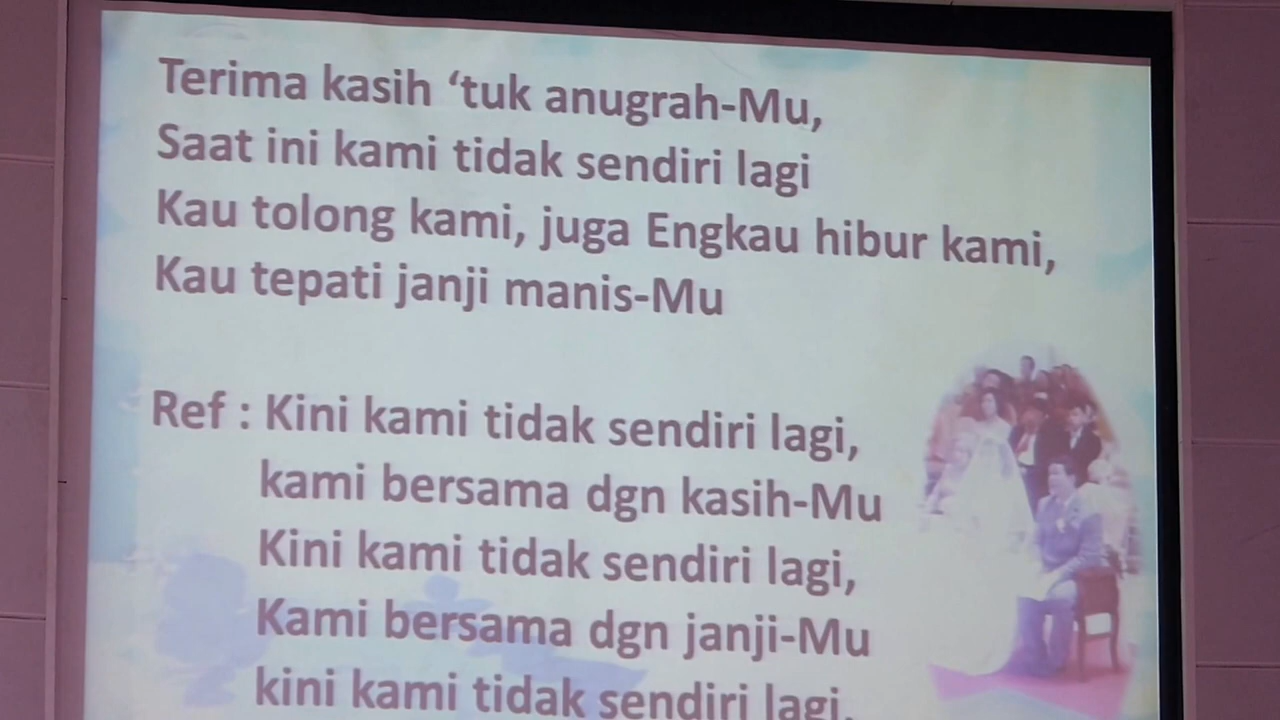 Terima kasih ‘tuk anugrah-Mu,
Saat ini kami tidak sendiri lagi
Kau tolong kami, juga Engkau hibur kami,
Kau tepati janji manis-Mu
Ref : Kini kami tidak sendiri lagi,
kami bersama dgn kasih-Mu
Kini kami tidak sendiri lagi,
Kami bersama dgn janji-Mu
kini kami tidak sendiri lagi,